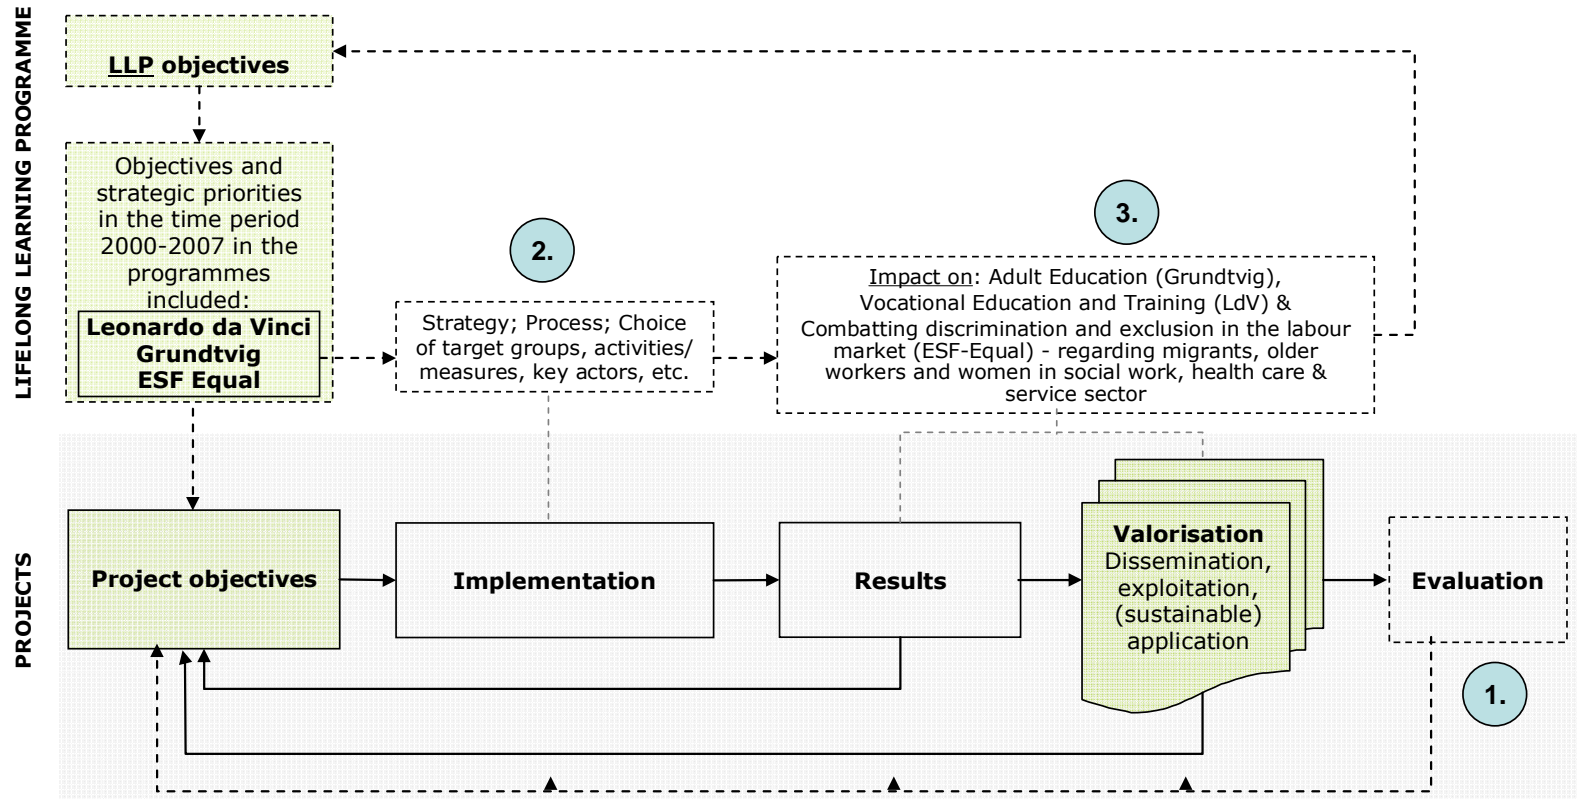 LIFELONG LEARNING PROGRAMME
LLP objectives
Objectives and
strategic priorities
in the time period
2000-2007 in the
programmes
included:
Leonardo da Vinci
Grundtvig
ESF Equal
2.
Strategy; Process; Choice
of target groups, activities/
measures, key actors, etc.
3.
Impact on: Adult Education (Grundtvig),
Vocational Education and Training (LdV) &
Combatting discrimination and exclusion in the labour
market (ESF-Equal) - regarding migrants, older
workers and women in social work, health care &
service sector
PROJECTS
Project objectives
Implementation
Results
Valorisation
Dissemination,
exploitation,
(sustainable)
application
Evaluation
1.